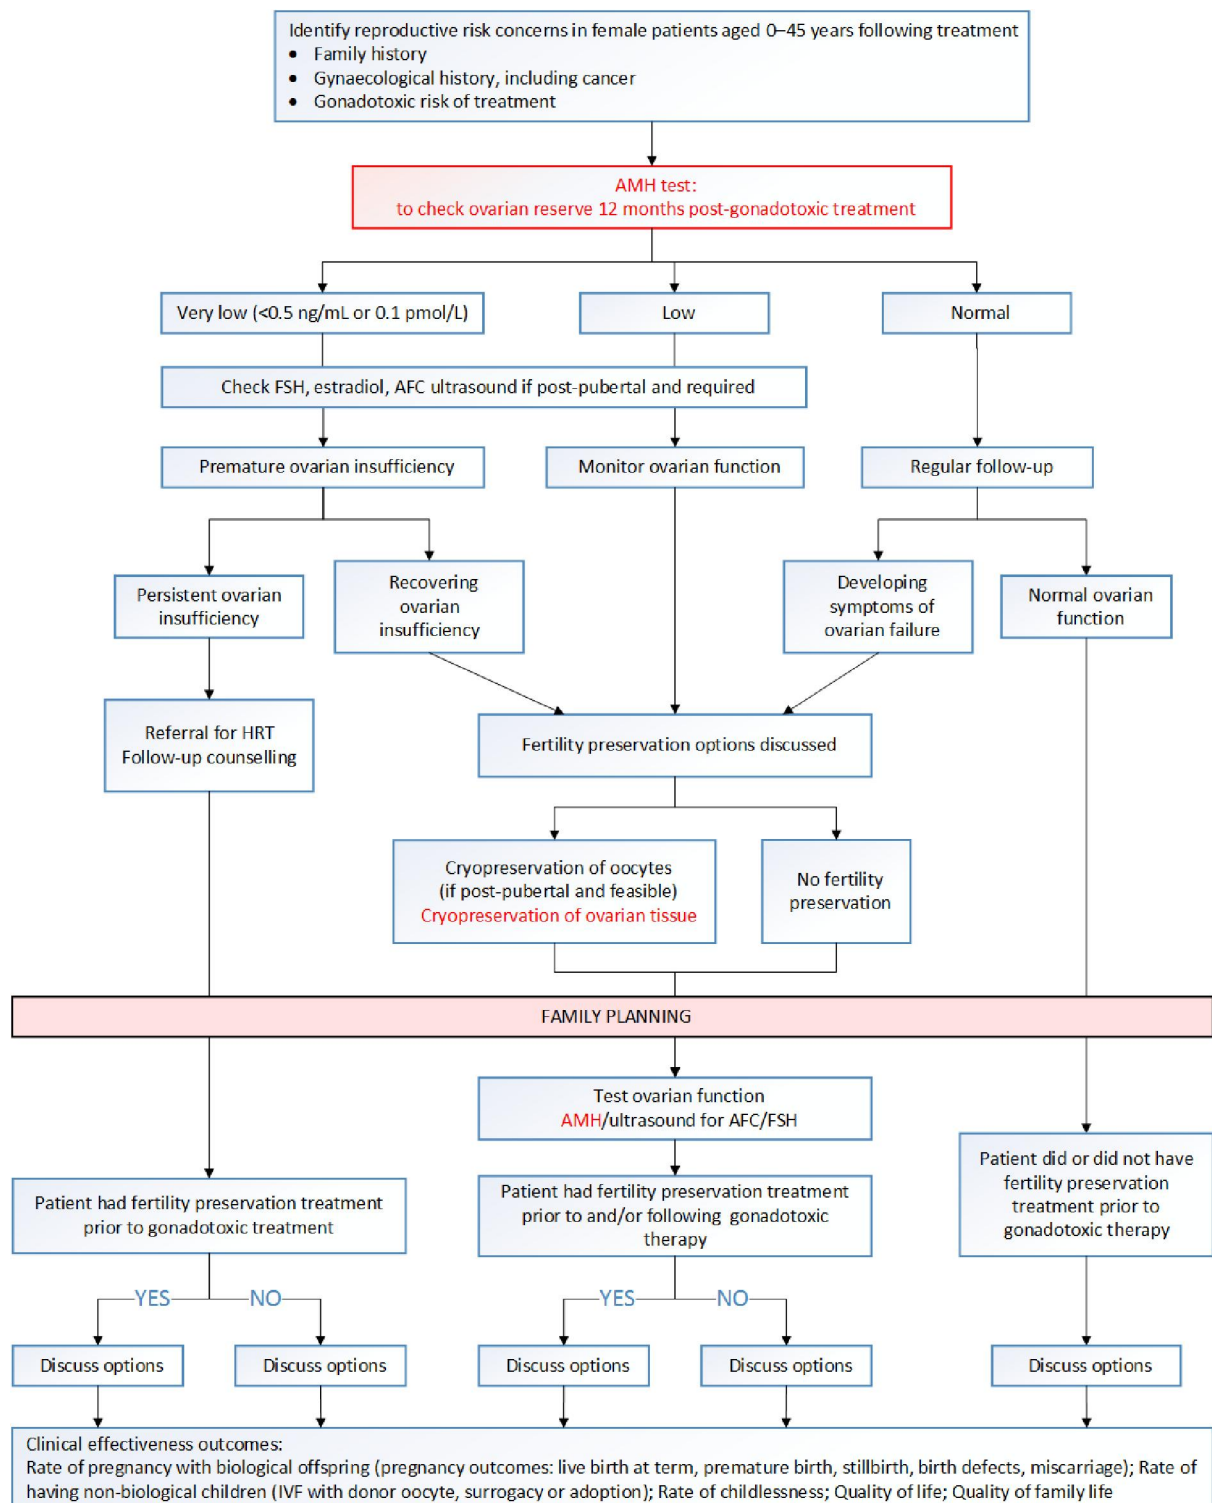 Identify reproductive risk concerns in female patients aged 0–45 years following treatment
• Family history
• Gynaecological history, including cancer
• Gonadotoxic risk of treatment
AMH test:
to check ovarian reserve 12 months post-gonadotoxic treatment
Very low (<0.5 ng/mL or 0.1 pmol/L)
Low
Normal
Check FSH, estradiol, AFC ultrasound if post-pubertal and required
Premature ovarian insufficiency
Monitor ovarian function
Regular follow-up
Persistent ovarian
insufficiency
Recovering
ovarian
insufficiency
Developing
symptoms of
ovarian failure
Normal ovarian
function
Referral for HRT
Follow-up counselling
Fertility preservation options discussed
Cryopreservation of oocytes
(if post-pubertal and feasible)
Cryopreservation of ovarian tissue
No fertility
preservation
FAMILY PLANNING
Test ovarian function
AMH/ultrasound for AFC/FSH
Patient had fertility preservation treatment
prior to gonadotoxic treatment
Patient had fertility preservation treatment
prior to and/or following gonadotoxic
therapy
Patient did or did not have
fertility preservation
treatment prior to
gonadotoxic therapy
YES
NO
YES
NO
Discuss options
Discuss options
Discuss options
Discuss options
Discuss options
Clinical effectiveness outcomes:
Rate of pregnancy with biological offspring (pregnancy outcomes: live birth at term, premature birth, stillbirth, birth defects, miscarriage); Rate of
having non-biological children (IVF with donor oocyte, surrogacy or adoption); Rate of childlessness; Quality of life; Quality of family life